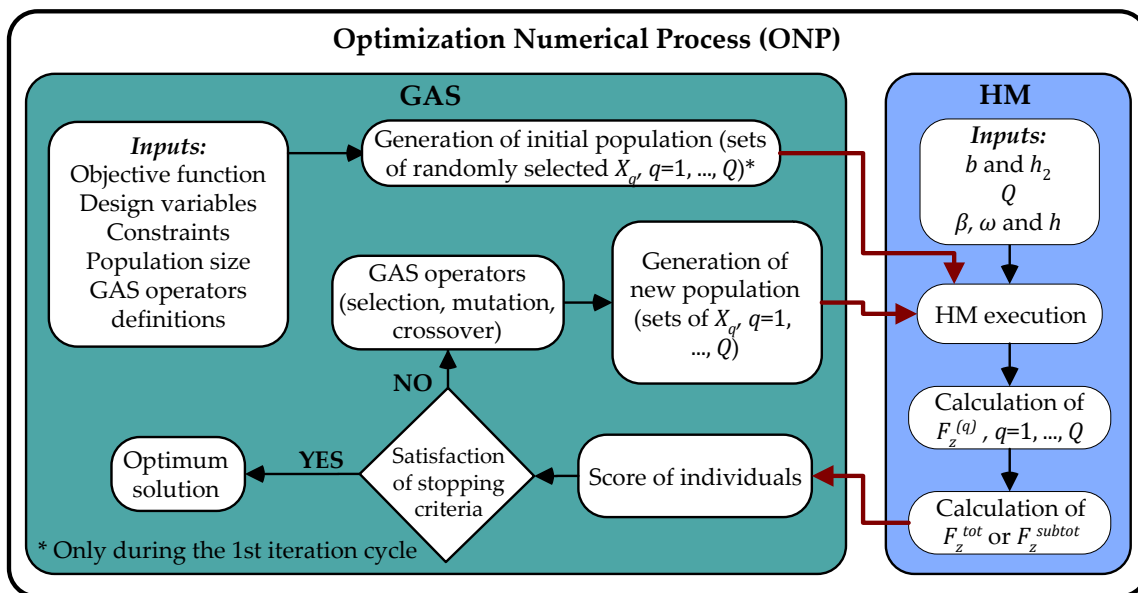 Optimization Numerical Process (ONP)
GAS
Inputs:
Objective function
Design variables
Constraints
Population size
GAS operators
definitions
Generation of initial population (sets
of randomly selected X_q, q=1, ..., Q)*
GAS operators
(selection, mutation,
crossover)
Generation of
new population
(sets of X_q, q=1,
..., Q)
NO
Satisfaction
of stopping
criteria
YES
Optimum
solution
Score of individuals
* Only during the 1st iteration cycle
HM
Inputs:
b and h₂
Q
β, ω and h
HM execution
Calculation of
F_z^(q) , q=1, ..., Q
Calculation of
F_z^tot or F_z^subtot